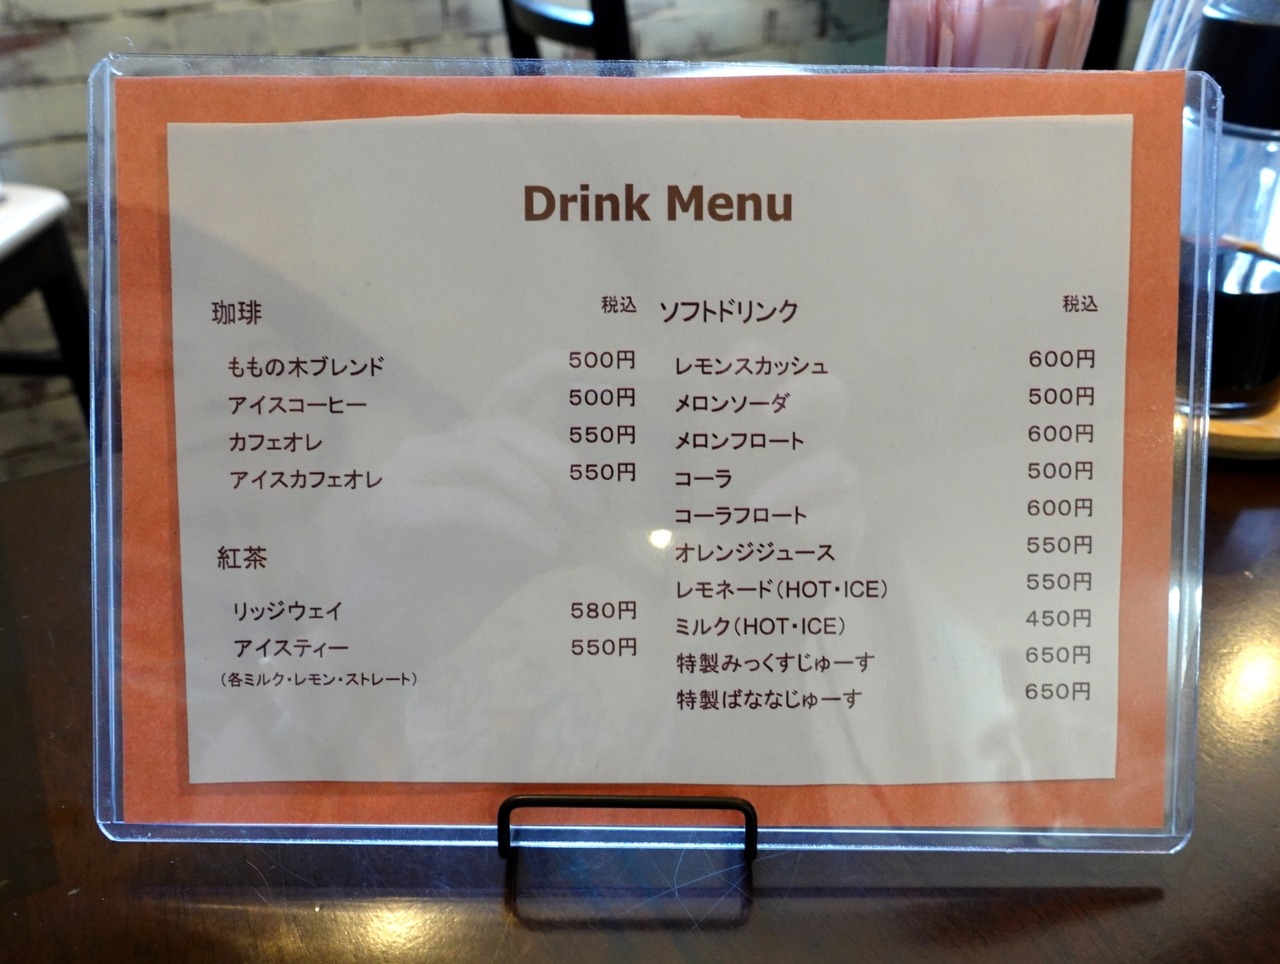 Drink Menu
珈琲 税込
ももの木ブレンド 500円
アイスコーヒー 500円
カフェオレ 550円
アイスカフェオレ 550円
紅茶
リッジウェイ 580円
アイスティー 550円
（各ミルク・レモン・ストレート）
ソフトドリンク 税込
レモンスカッシュ 600円
メロンソーダ 500円
メロンフロート 600円
コーラ 500円
コーラフロート 600円
オレンジジュース 550円
レモネード（HOT・ICE） 550円
ミルク（HOT・ICE） 450円
特製みっくすじゅーす 650円
特製ばななじゅーす 650円